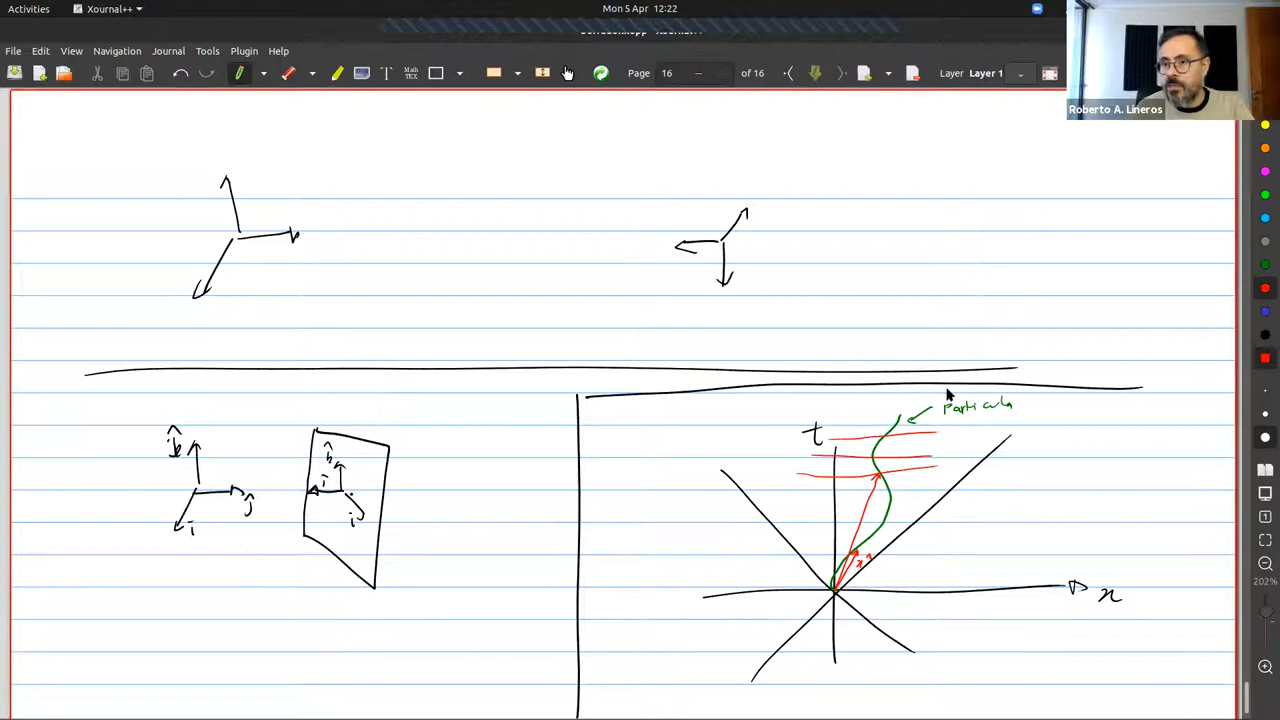 Activities
Xournal++
Mon 5 Apr 12:22
File Edit View Navigation Journal Tools Plugin Help
Page 16 of 16
Layer Layer 1
Roberto A. Lineros
202%
particula
t
x
ĵ
i
i